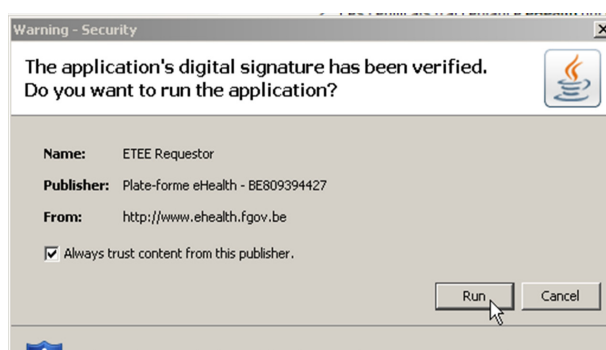 Warning - Security
The application's digital signature has been verified.
Do you want to run the application?
Name: ETEE Requestor
Publisher: Plate-forme eHealth - BE809394427
From: http://www.ehealth.fgov.be
Always trust content from this publisher.
Run Cancel